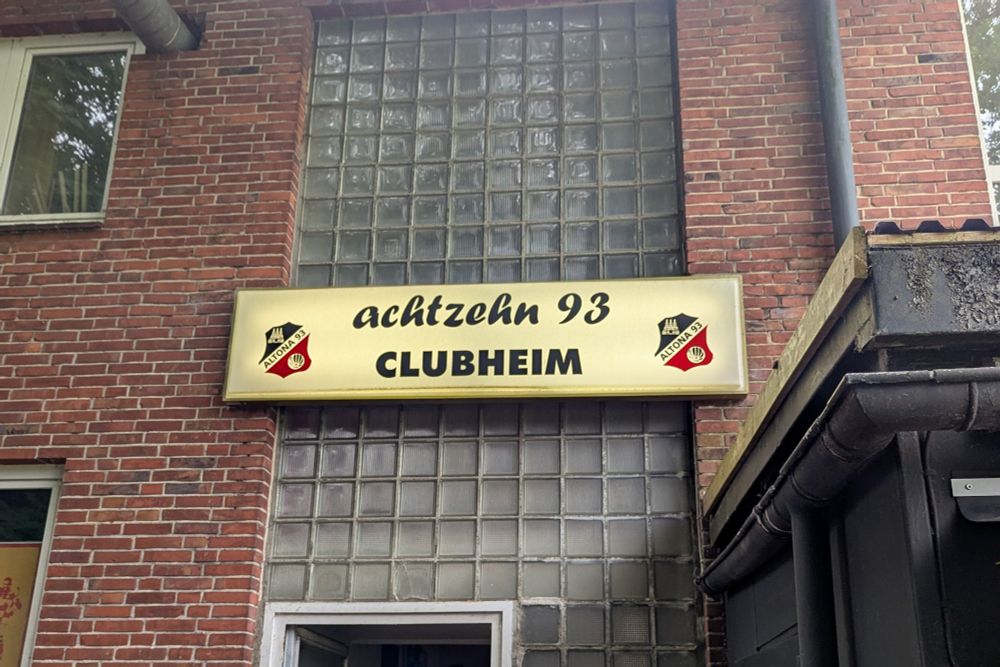 achtzehn 93
CLUBHEIM
ALTONA 93
ALTONA 93